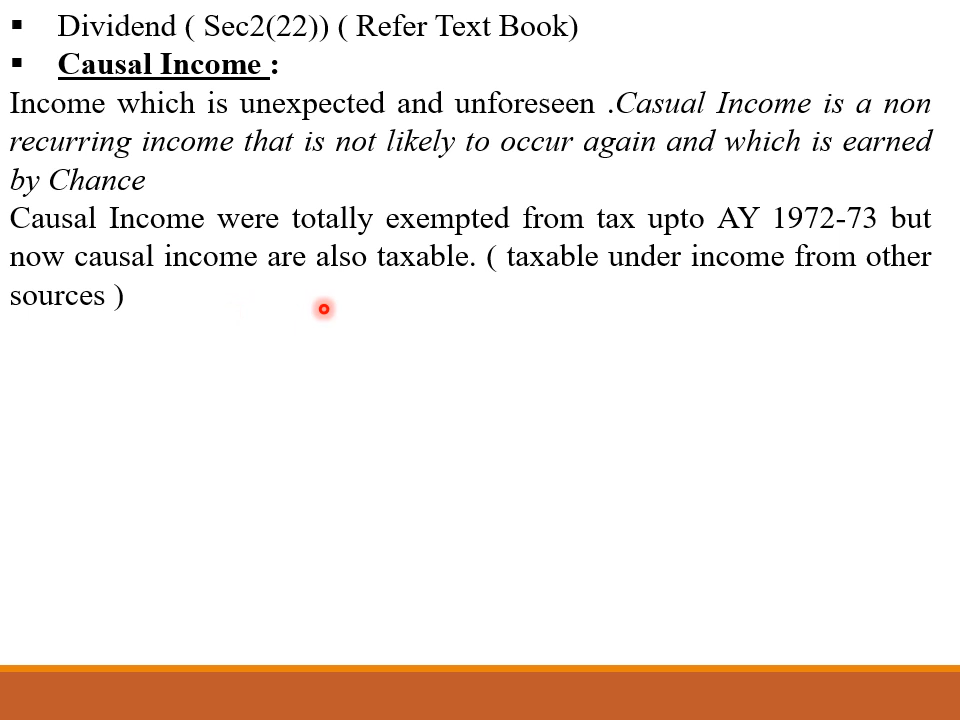 ▪ Dividend ( Sec2(22)) ( Refer Text Book)
▪ Causal Income :
Income which is unexpected and unforeseen .Casual Income is a non
recurring income that is not likely to occur again and which is earned
by Chance
Causal Income were totally exempted from tax upto AY 1972-73 but
now causal income are also taxable. ( taxable under income from other
sources )